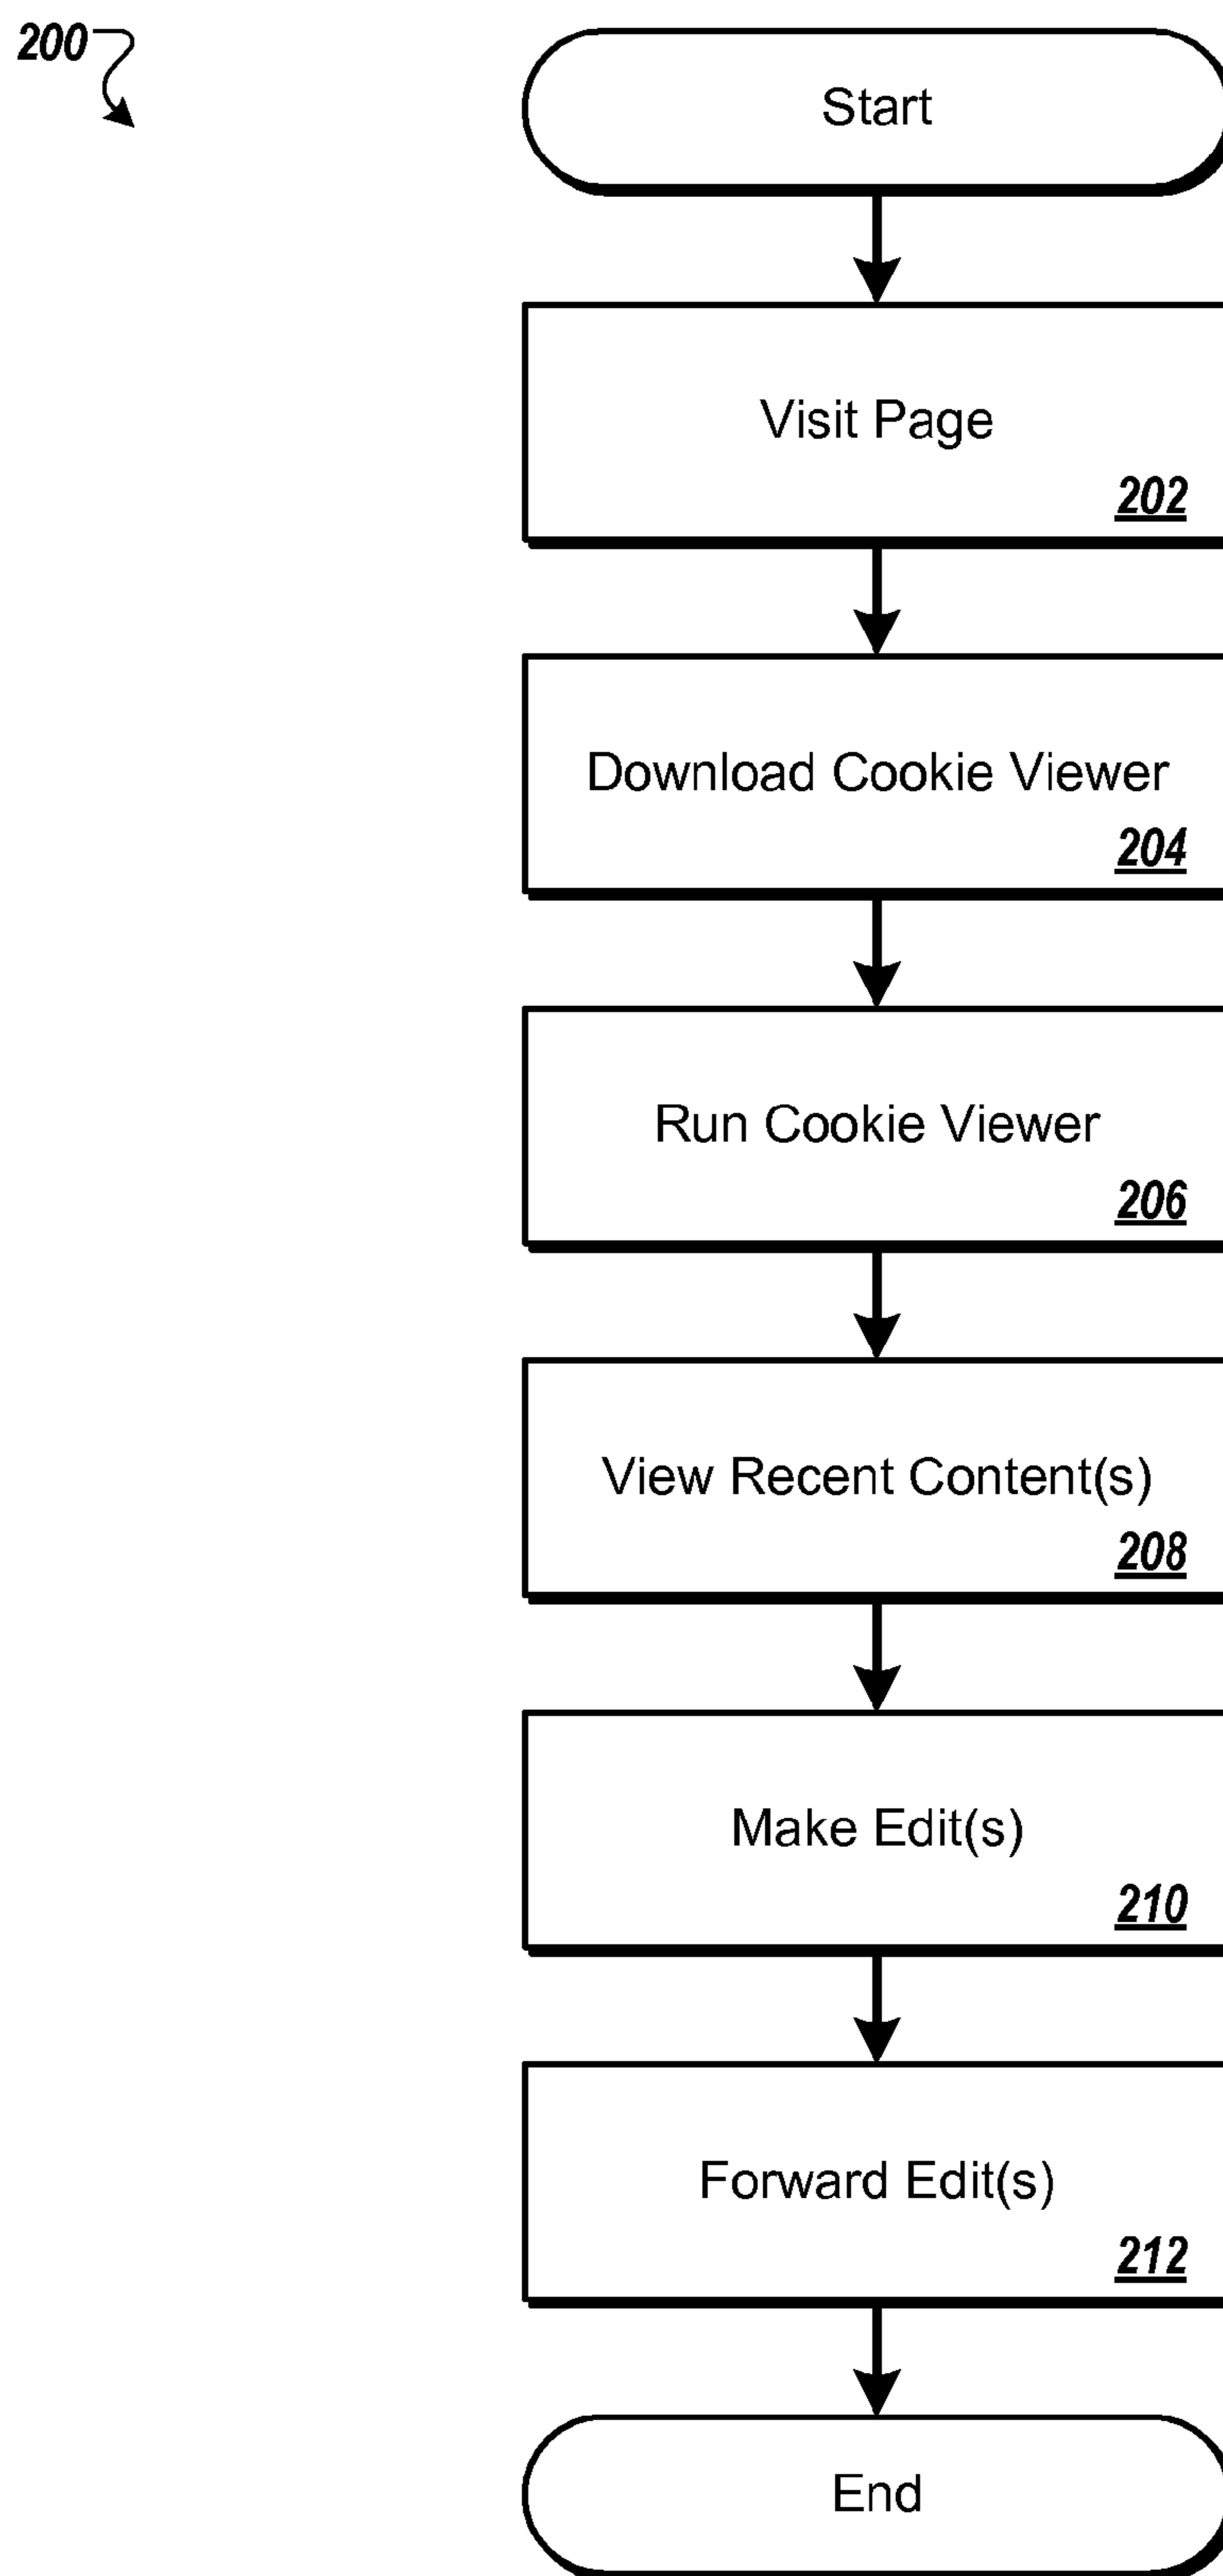 200
Start
Visit Page
202
Download Cookie Viewer
204
Run Cookie Viewer
206
View Recent Content(s)
208
Make Edit(s)
210
Forward Edit(s)
212
End